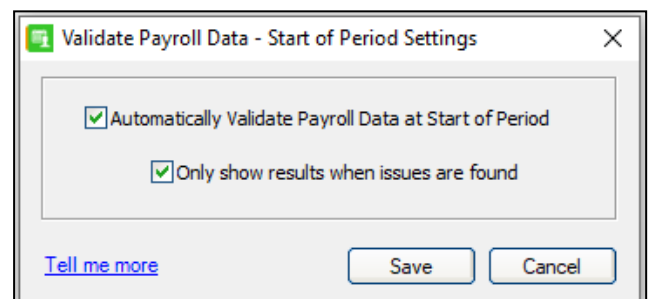 Validate Payroll Data - Start of Period Settings
Automatically Validate Payroll Data at Start of Period
Only show results when issues are found
Tell me more
Save
Cancel